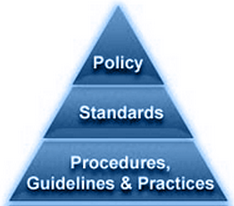 Policy
Standards
Procedures,
Guidelines & Practices